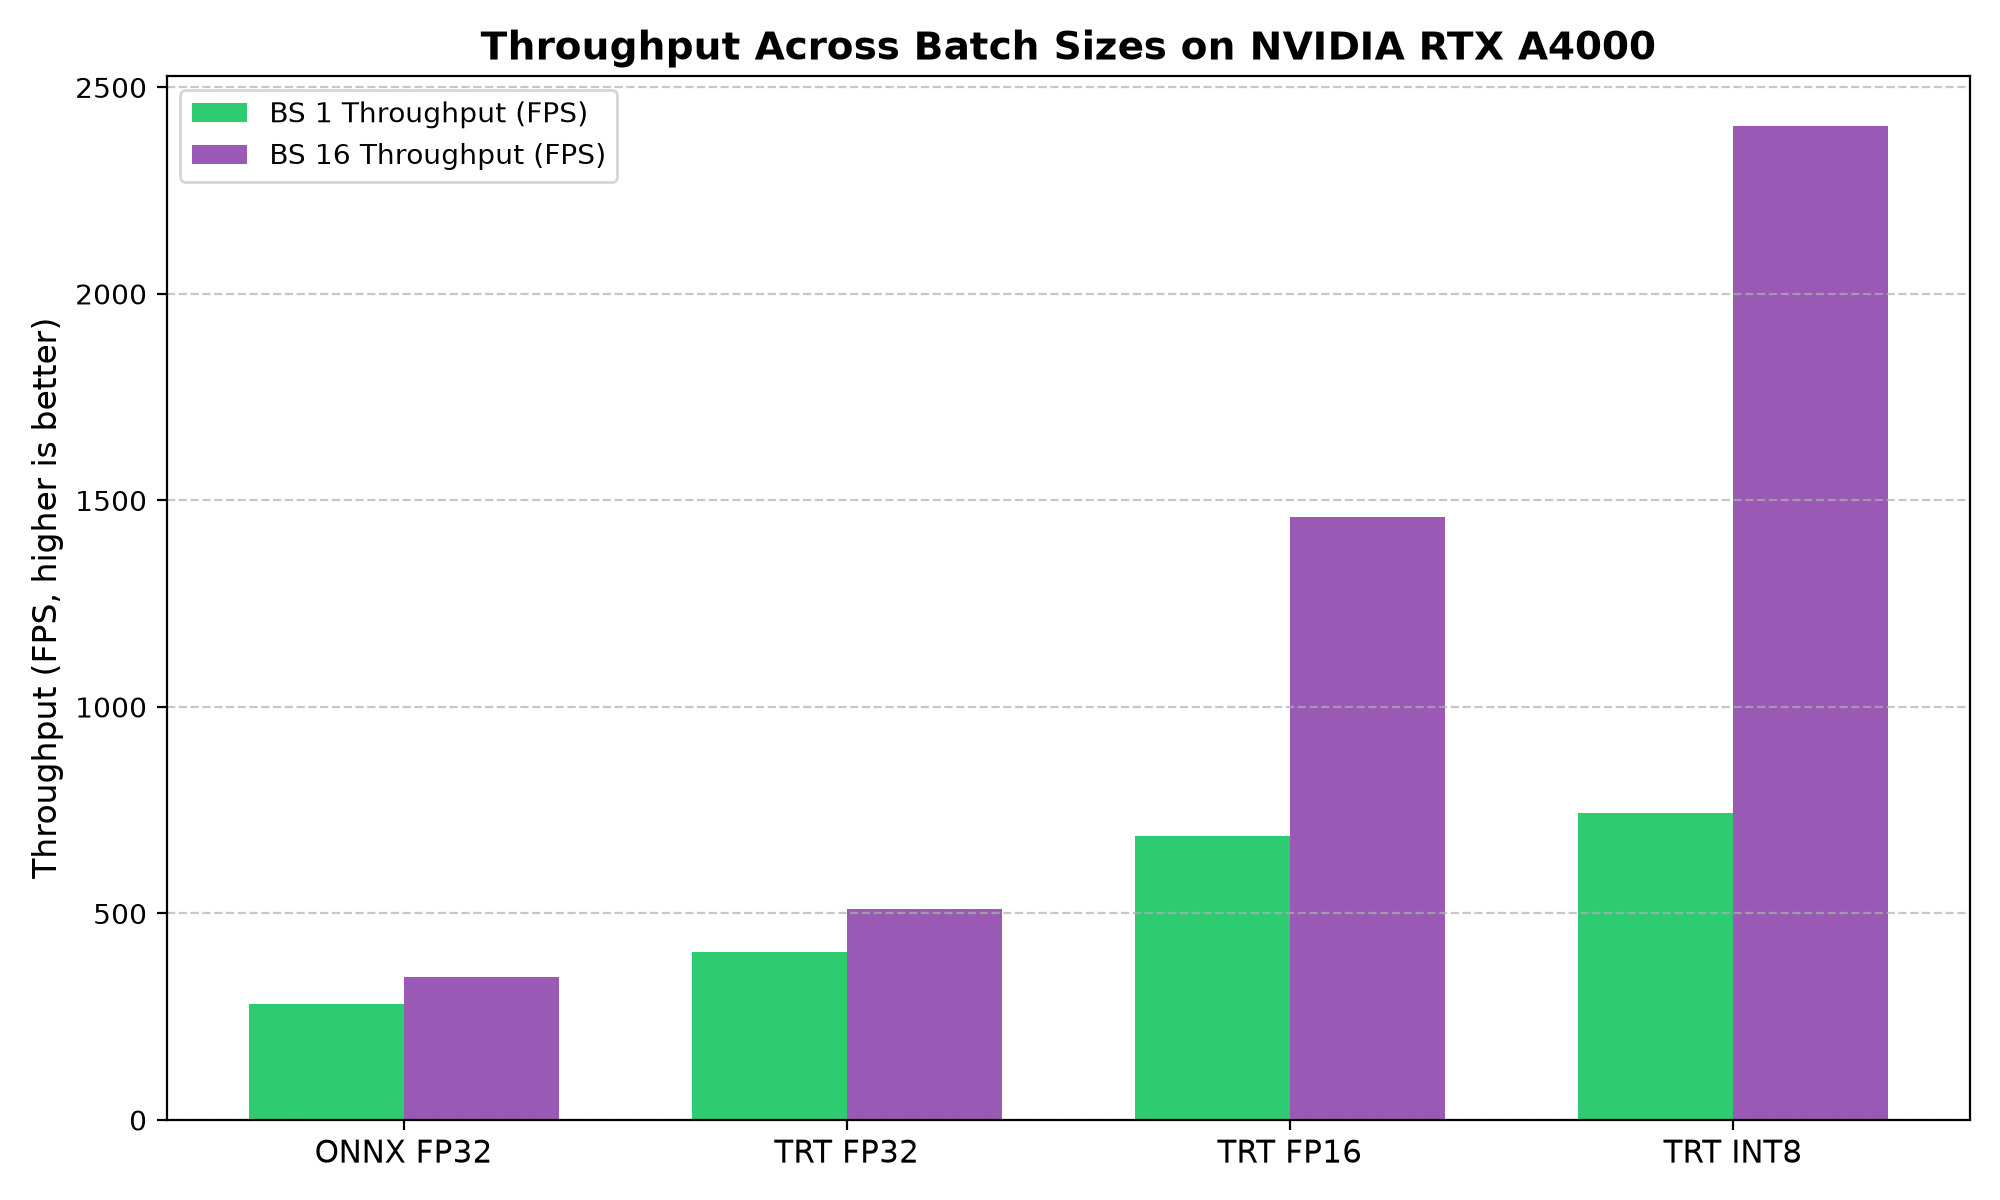 Throughput Across Batch Sizes on NVIDIA RTX A4000
BS 1 Throughput (FPS)
BS 16 Throughput (FPS)
Throughput (FPS, higher is better)
2500
2000
1500
1000
500
0
ONNX FP32
TRT FP32
TRT FP16
TRT INT8